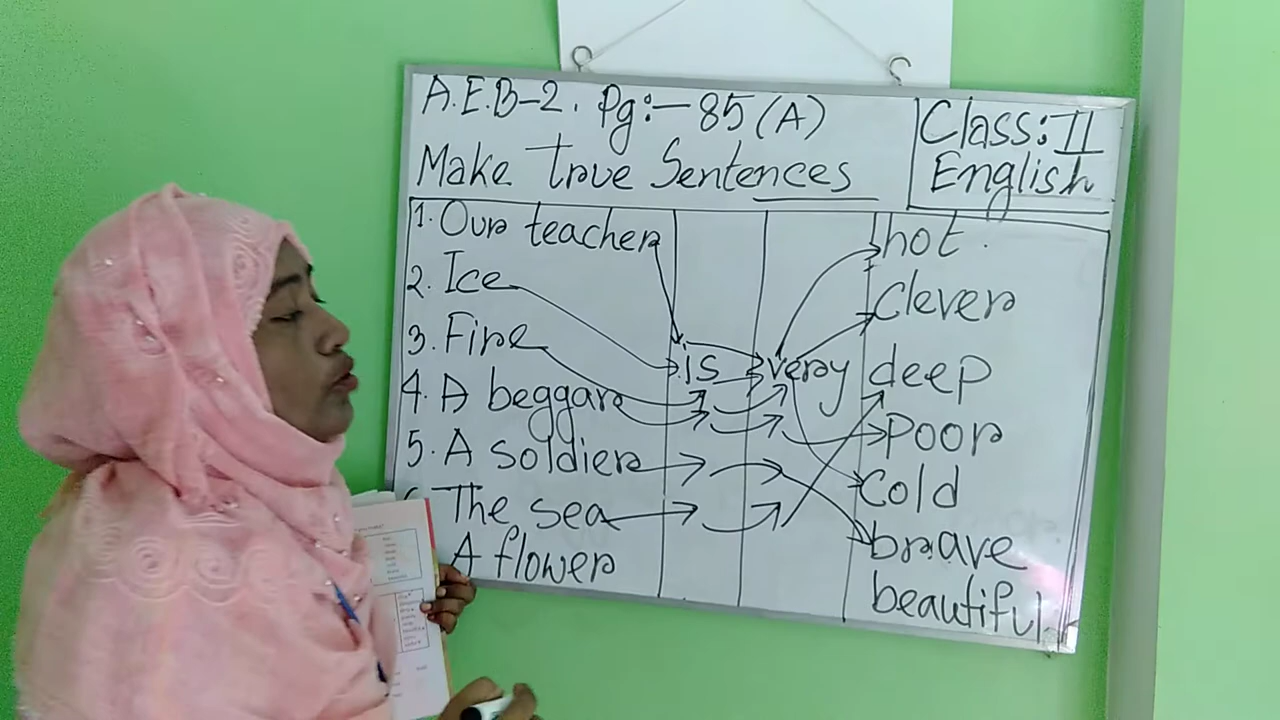 A.E.B-2. Pg:-85(A)
Class: II
English
Make true Sentences
1. Our teacher
2. Ice
3. Fire
4. A beggar
5. A soldier
The sea
A flower
is
very
hot.
Clever
deep
Poor
Cold
brave
beautiful